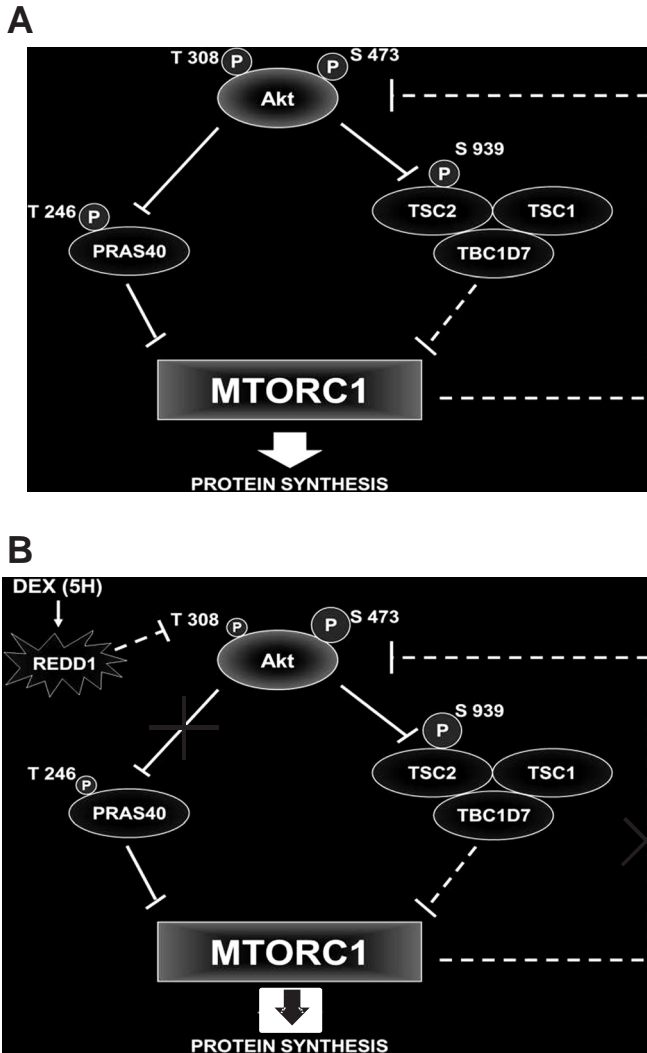 A
T 308 P P S 473
Akt
S 939
P
T 246 P
TSC2 TSC1
PRAS40
TBC1D7
MTORC1
PROTEIN SYNTHESIS
B
DEX (5H)
T 308 P P S 473
REDD1
Akt
S 939
P
T 246 P
TSC2 TSC1
PRAS40
TBC1D7
MTORC1
PROTEIN SYNTHESIS